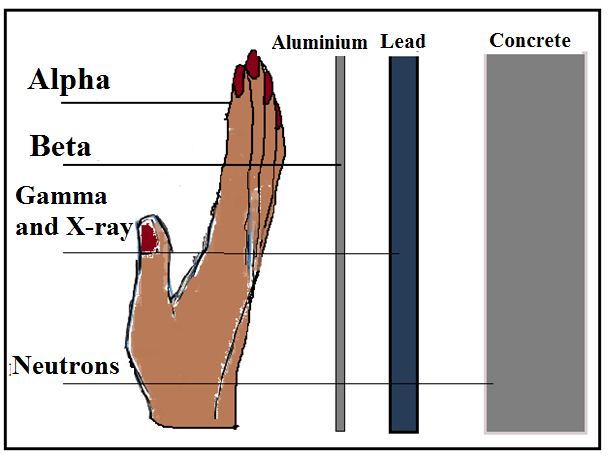 Aluminium Lead Concrete
Alpha
Beta
Gamma
and X-ray
Neutrons